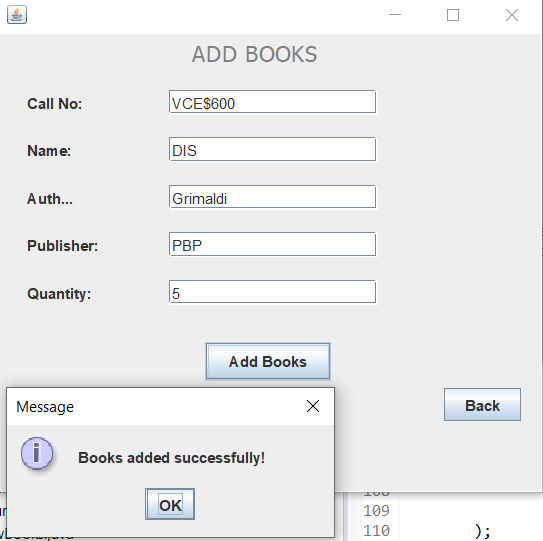 ADD BOOKS
Call No: VCE$600
Name: DIS
Auth... Grimaldi
Publisher: PBP
Quantity: 5
Add Books
Back
Message
Books added successfully!
OK
109
110 );